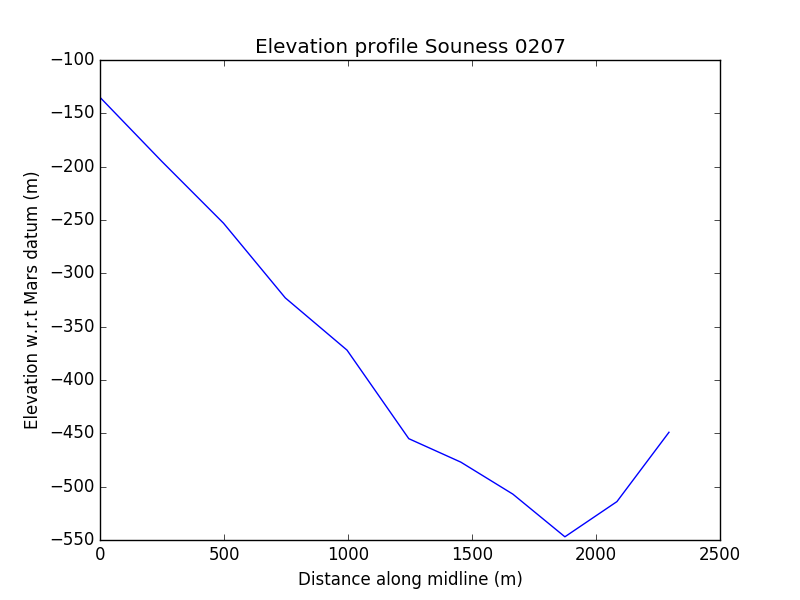 Elevation profile Souness 0207
−100
−150
−200
−250
−300
−350
−400
−450
−500
−550
Elevation w.r.t Mars datum (m)
0 500 1000 1500 2000 2500
Distance along midline (m)